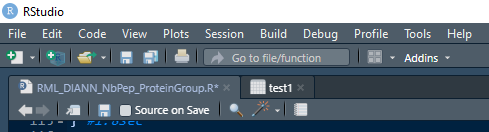 RStudio
File Edit Code View Plots Session Build Debug Profile Tools Help
Go to file/function Addins
RML_DIANN_NbPep_ProteinGroup.R* test1
Source on Save